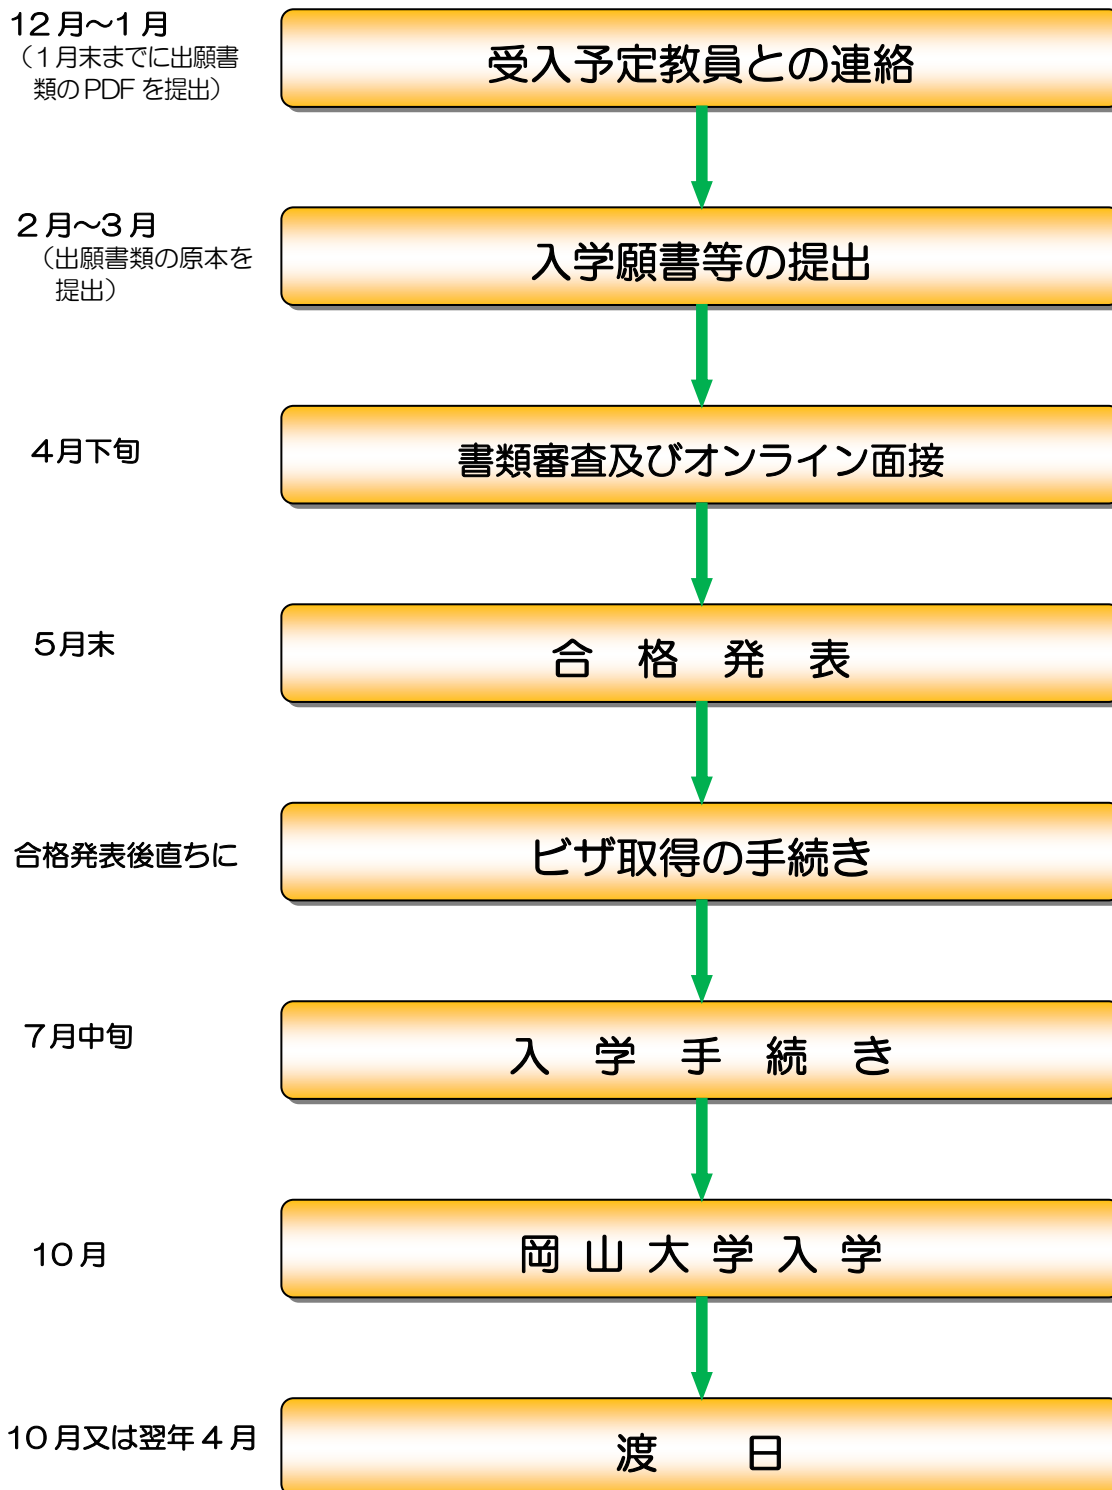 12月～1月
（1月末までに出願書
類のPDFを提出）
受入予定教員との連絡
2月～3月
（出願書類の原本を
提出）
入学願書等の提出
4月下旬
書類審査及びオンライン面接
5月末
合　格　発　表
合格発表後直ちに
ビザ取得の手続き
7月中旬
入　学　手　続　き
10月
岡 山 大 学 入 学
10月又は翌年4月
渡　　日